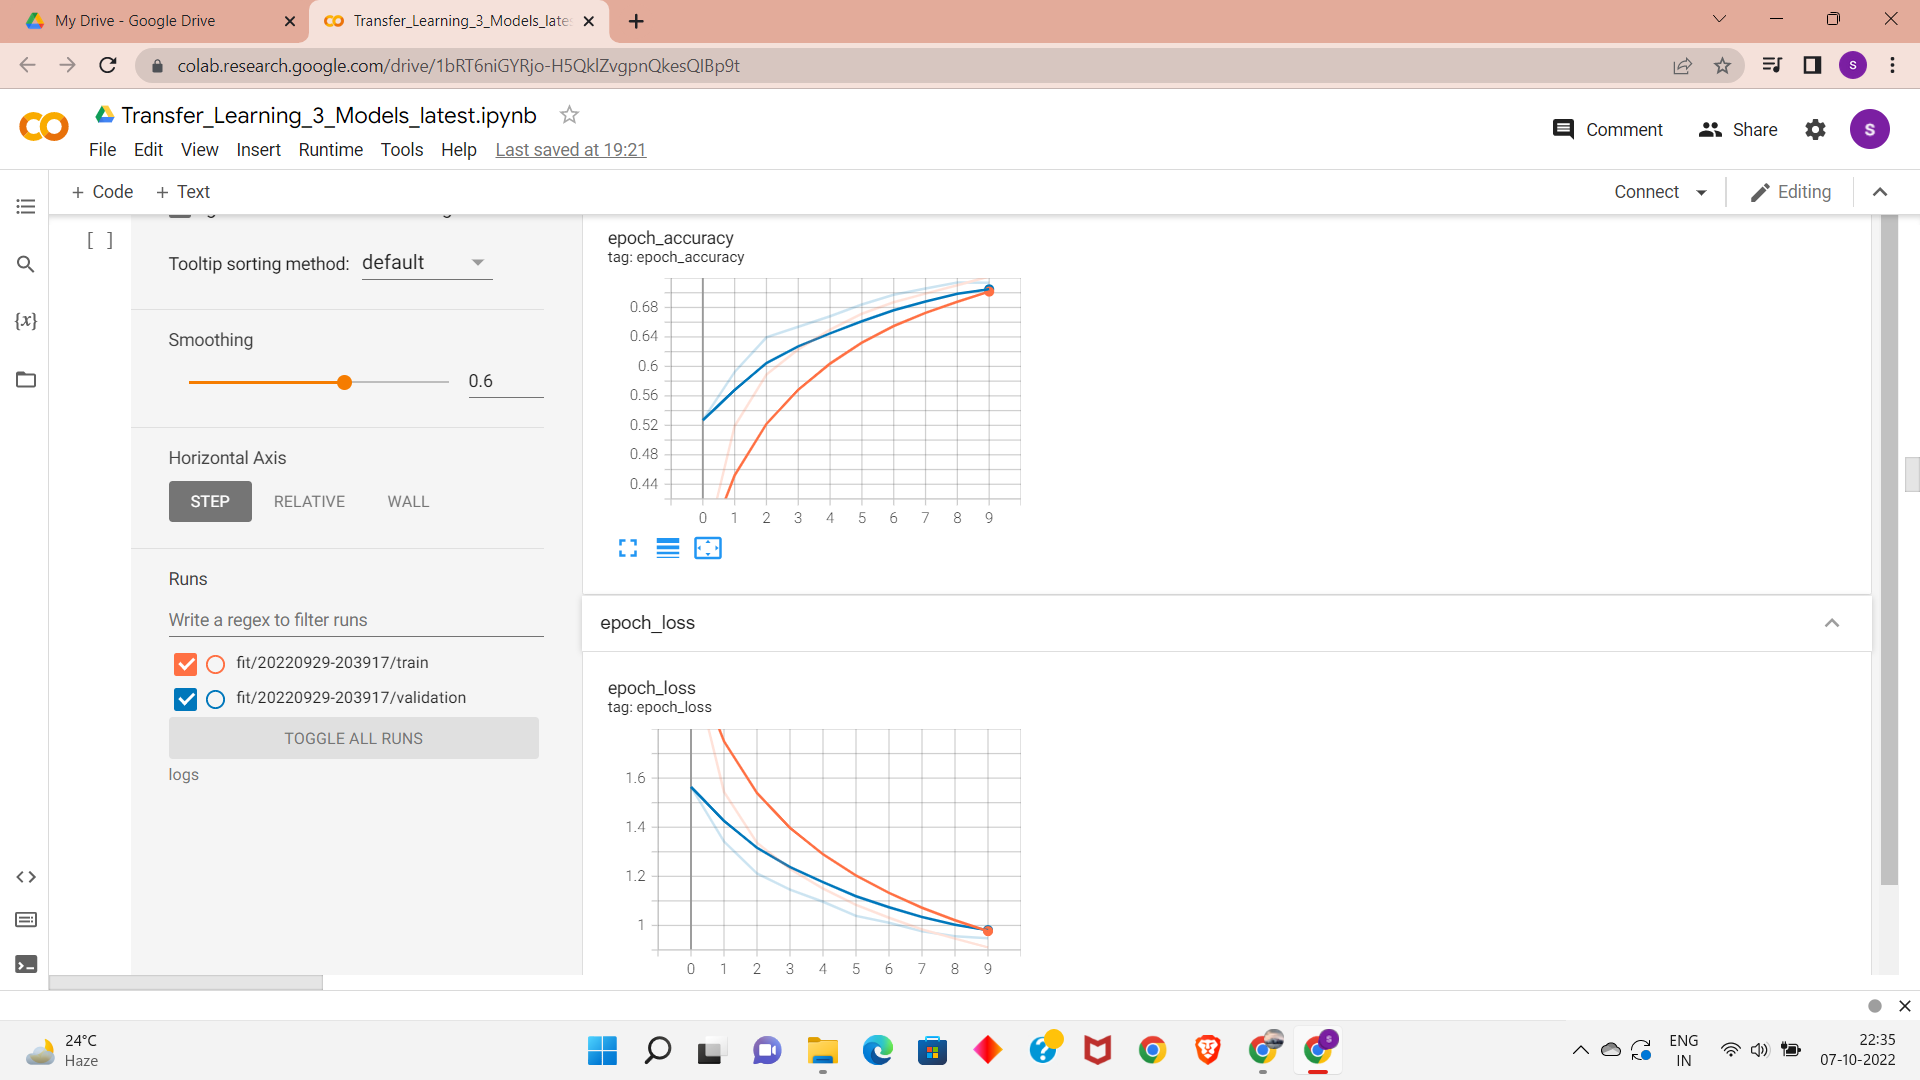 My Drive - Google Drive
Transfer_Learning_3_Models_late
colab.research.google.com/drive/1bRT6niGYRjo-H5QklZvgpnQkesQIBp9t
S
Transfer_Learning_3_Models_latest.ipynb
Comment
Share
S
File Edit View Insert Runtime Tools Help Last saved at 19:21
+ Code + Text
Connect
Editing
[ ]
{x}
Tooltip sorting method: default
Smoothing
0.6
Horizontal Axis
STEP RELATIVE WALL
Runs
Write a regex to filter runs
fit/20220929-203917/train
fit/20220929-203917/validation
TOGGLE ALL RUNS
logs
epoch_accuracy
tag: epoch_accuracy
0.68
0.64
0.6
0.56
0.52
0.48
0.44
0 1 2 3 4 5 6 7 8 9
epoch_loss
epoch_loss
tag: epoch_loss
1.6
1.4
1.2
1
0 1 2 3 4 5 6 7 8 9
24°C
Haze
S
ENG
IN
22:35
07-10-2022